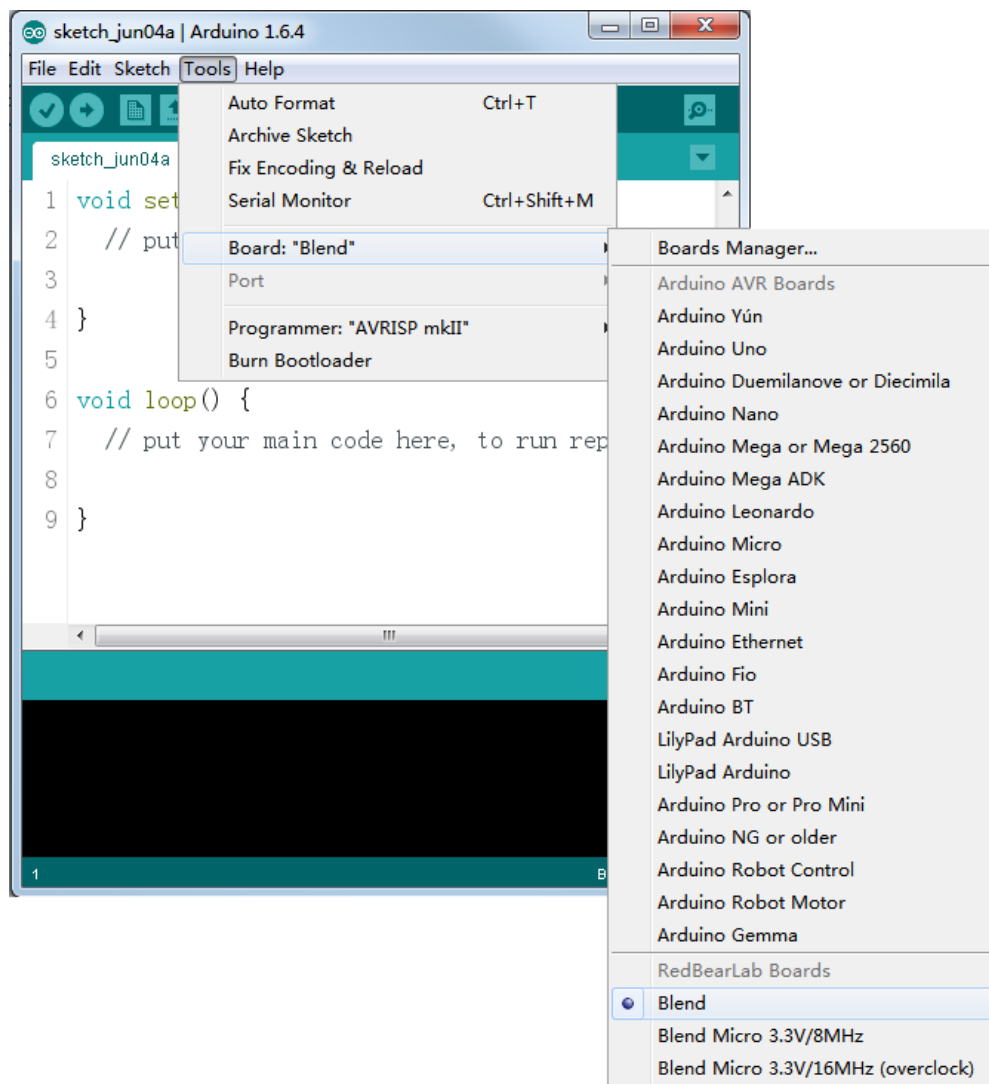 sketch_jun04a | Arduino 1.6.4
File Edit Sketch Tools Help
Auto Format Ctrl+T
Archive Sketch
Fix Encoding & Reload
Serial Monitor Ctrl+Shift+M
Board: "Blend"
Port
Programmer: "AVRISP mkII"
Burn Bootloader
sketch_jun04a
1 void set
2 // put
3
4 }
5
6 void loop() {
7 // put your main code here, to run rep
8
9 }
1 B
Boards Manager...
Arduino AVR Boards
Arduino Yún
Arduino Uno
Arduino Duemilanove or Diecimila
Arduino Nano
Arduino Mega or Mega 2560
Arduino Mega ADK
Arduino Leonardo
Arduino Micro
Arduino Esplora
Arduino Mini
Arduino Ethernet
Arduino Fio
Arduino BT
LilyPad Arduino USB
LilyPad Arduino
Arduino Pro or Pro Mini
Arduino NG or older
Arduino Robot Control
Arduino Robot Motor
Arduino Gemma
RedBearLab Boards
Blend
Blend Micro 3.3V/8MHz
Blend Micro 3.3V/16MHz (overclock)